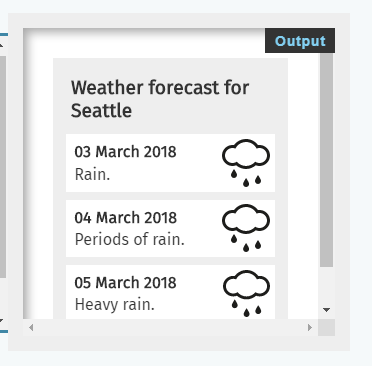 Output
Weather forecast for
Seattle
03 March 2018
Rain.
04 March 2018
Periods of rain.
05 March 2018
Heavy rain.